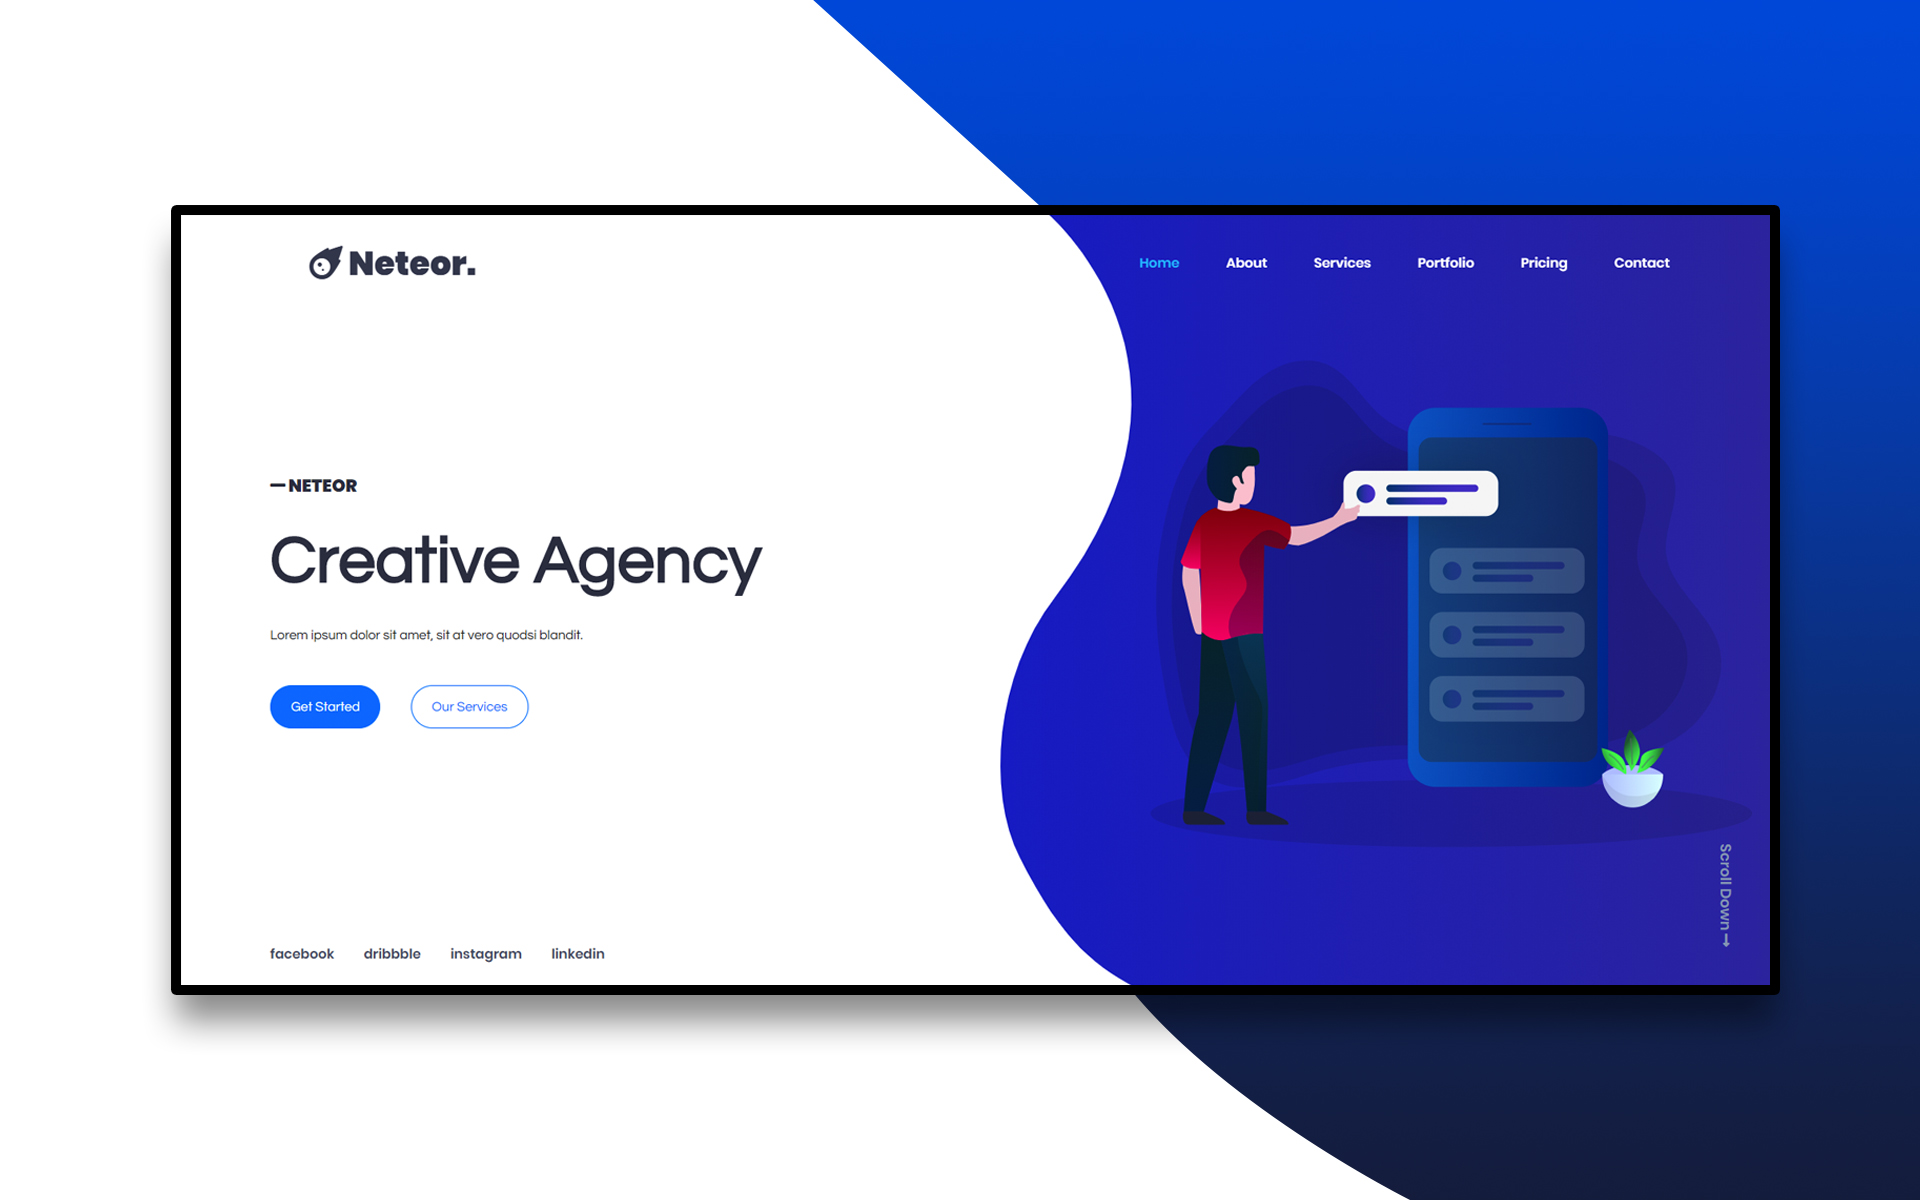 Neteor.
Home About Services Portfolio Pricing Contact
NETEOR
Creative Agency
Lorem ipsum dolor sit amet, sit at vero quodsi blandit.
Get Started Our Services
Scroll Down
facebook dribbble instagram linkedin